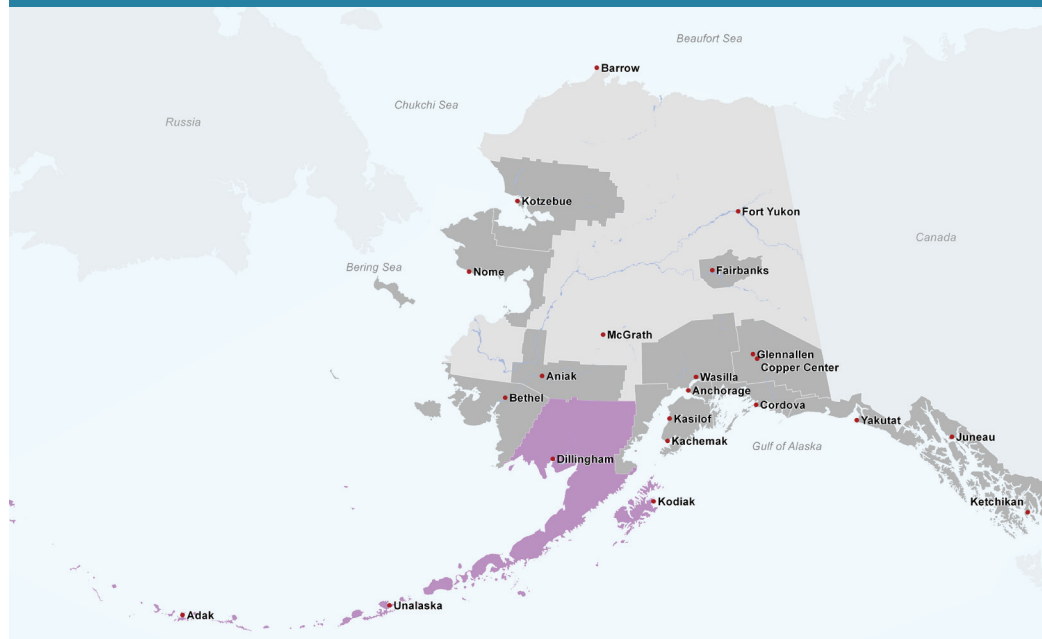 Beaufort Sea
Barrow
Chukchi Sea
Russia
Kotzebue
Fort Yukon
Canada
Bering Sea
Nome
Fairbanks
McGrath
Glennallen
Copper Center
Aniak
Wasilla
Anchorage
Bethel
Cordova
Kasilof
Yakutat
Kachemak
Gulf of Alaska
Juneau
Dillingham
Kodiak
Ketchikan
Unalaska
Adak